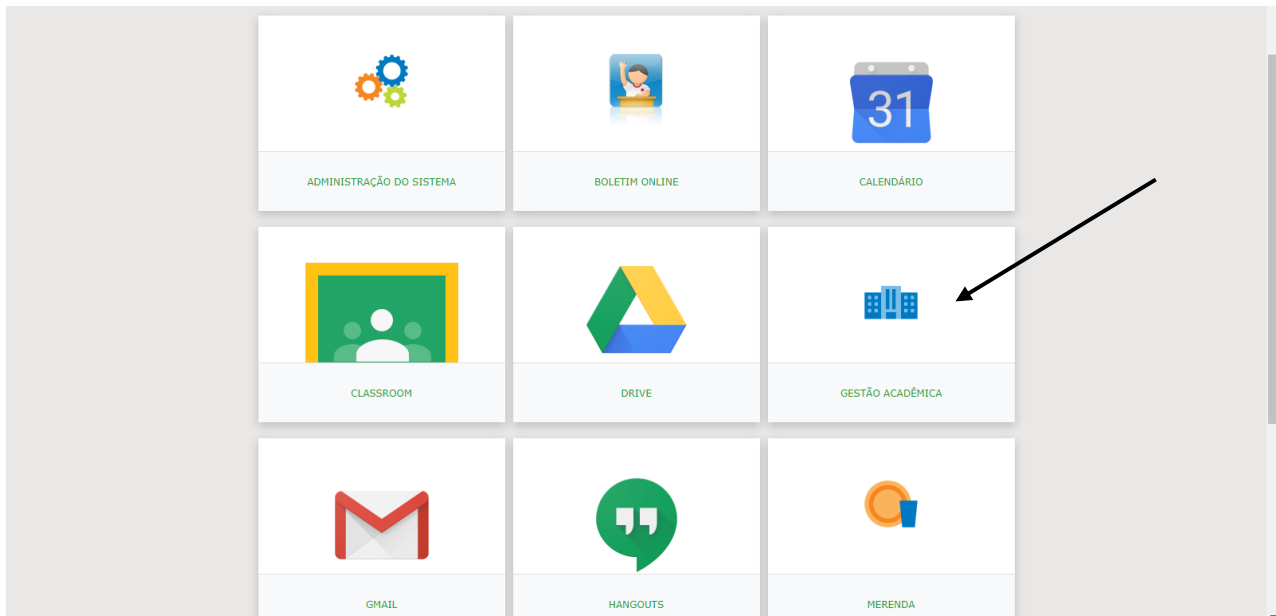 31
ADMINISTRAÇÃO DO SISTEMA
BOLETIM ONLINE
CALENDÁRIO
CLASSROOM
DRIVE
GESTÃO ACADÊMICA
GMAIL
HANGOUTS
MERENDA